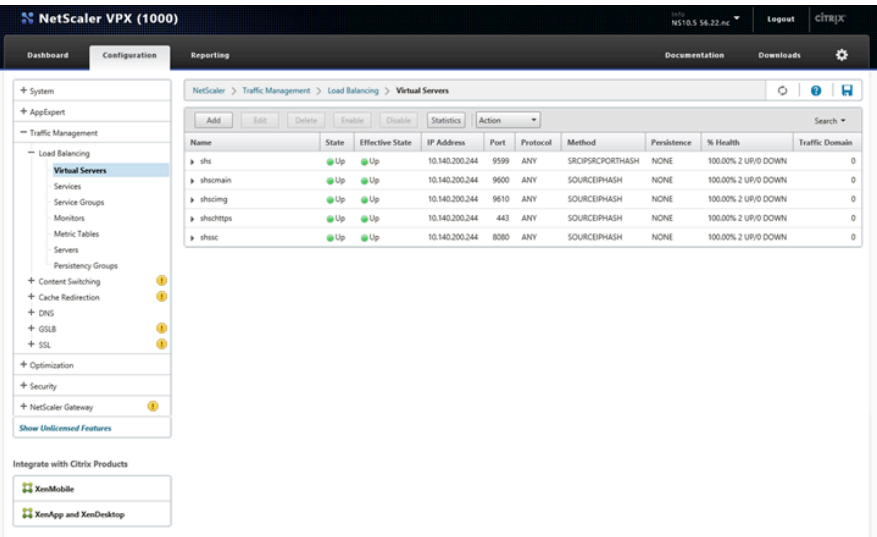 NetScaler VPX (1000)
Info
NS10.5 56.22.nc
Logout
CİTRIX
Dashboard
Configuration
Reporting
Documentation
Downloads
+ System
+ AppExpert
− Traffic Management
− Load Balancing
Virtual Servers
Services
Service Groups
Monitors
Metric Tables
Servers
Persistency Groups
+ Content Switching
+ Cache Redirection
+ DNS
+ GSLB
+ SSL
+ Optimization
+ Security
+ NetScaler Gateway
Show Unlicensed Features
Integrate with Citrix Products
XenMobile
XenApp and XenDesktop
NetScaler > Traffic Management > Load Balancing > Virtual Servers
Add Edit Delete Enable Disable Statistics Action Search
Name State Effective State IP Address Port Protocol Method Persistence % Health Traffic Domain
shs Up Up 10.140.200.244 9599 ANY SRCIPSRCPORTHASH NONE 100.00% 2 UP/0 DOWN 0
shscmain Up Up 10.140.200.244 9600 ANY SOURCEIPHASH NONE 100.00% 2 UP/0 DOWN 0
shscimg Up Up 10.140.200.244 9610 ANY SOURCEIPHASH NONE 100.00% 2 UP/0 DOWN 0
shschttps Up Up 10.140.200.244 443 ANY SOURCEIPHASH NONE 100.00% 2 UP/0 DOWN 0
shssc Up Up 10.140.200.244 8080 ANY SOURCEIPHASH NONE 100.00% 2 UP/0 DOWN 0